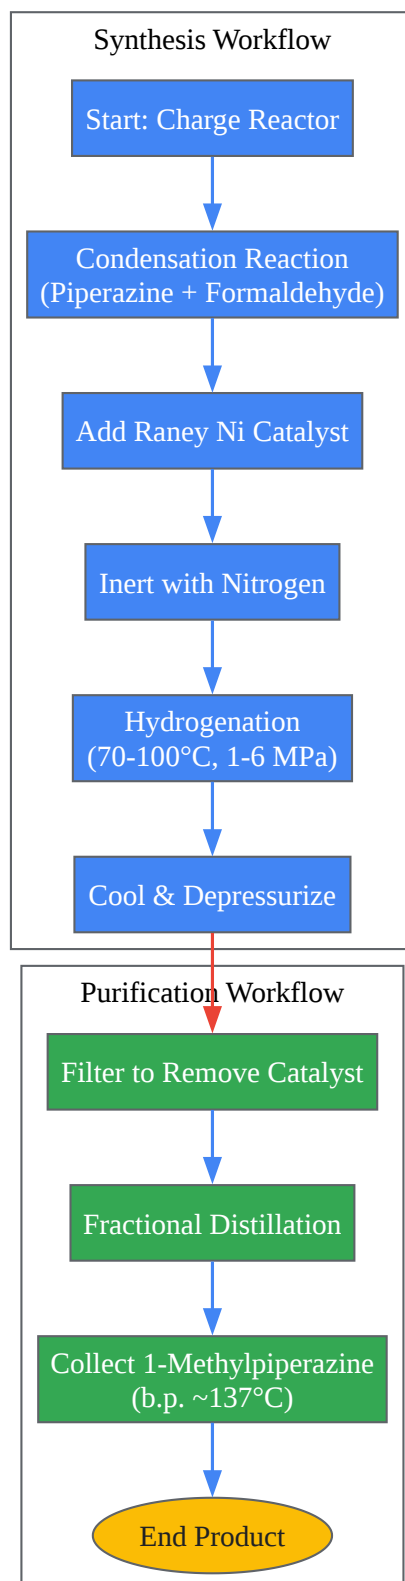 Synthesis Workflow
Start: Charge Reactor
Condensation Reaction
(Piperazine + Formaldehyde)
Add Raney Ni Catalyst
Inert with Nitrogen
Hydrogenation
(70-100°C, 1-6 MPa)
Cool & Depressurize
Purification Workflow
Filter to Remove Catalyst
Fractional Distillation
Collect 1-Methylpiperazine
(b.p. ~137°C)
End Product